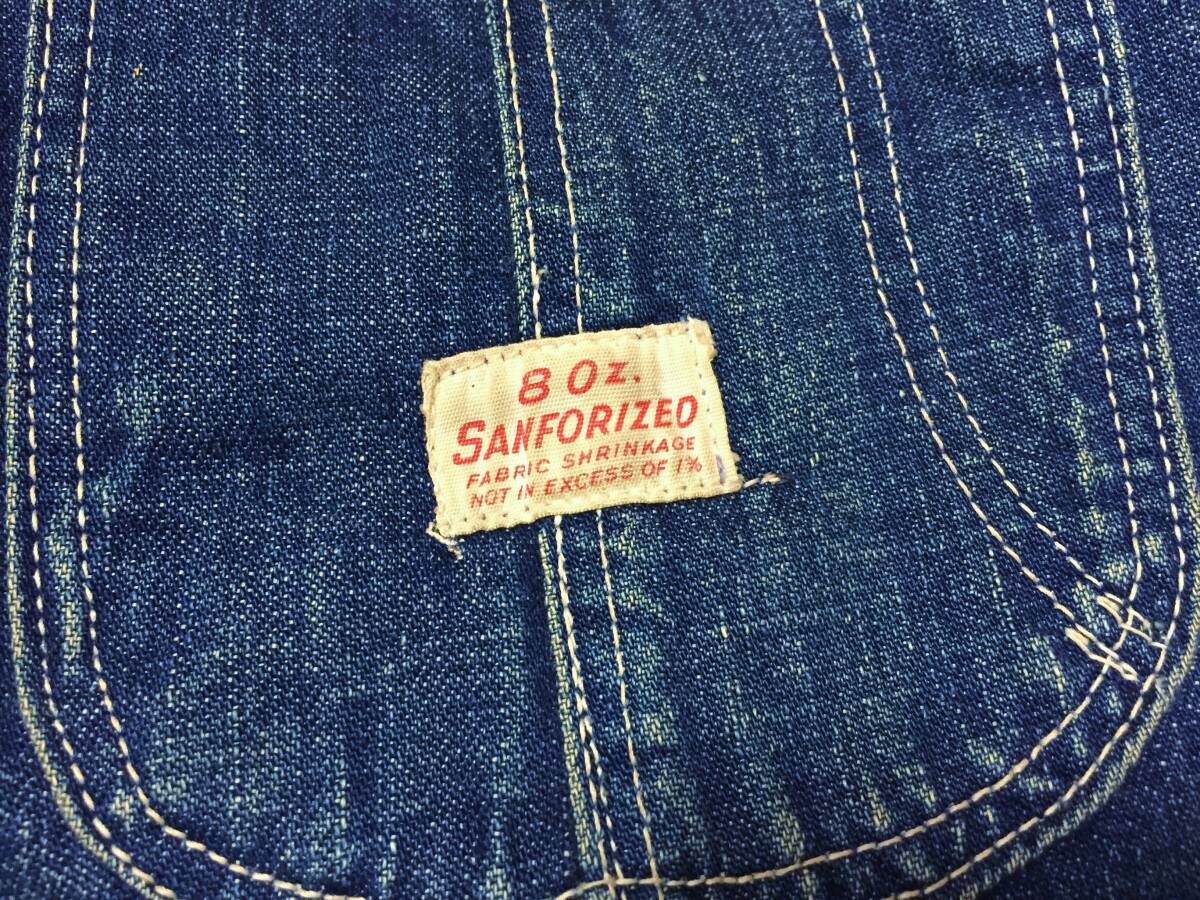 8 Oz.
SANFORIZED
FABRIC SHRINKAGE
NOT IN EXCESS OF 1%